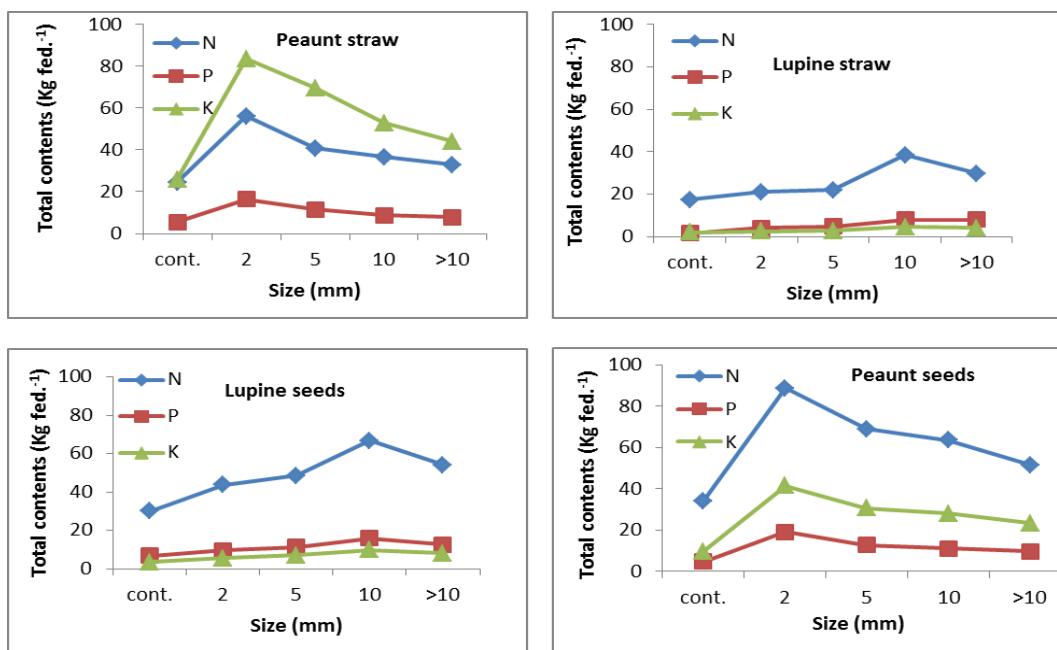 Peaunt straw
Total contents (Kg fed.-1)
100
80
60
40
20
0
N
P
K
cont. 2 5 10 >10
Size (mm)
Lupine straw
Total contents (Kg fed.-1)
100
80
60
40
20
0
N
P
K
cont. 2 5 10 >10
Size (mm)
Lupine seeds
Total contents (Kg fed.-1)
100
80
60
40
20
0
N
P
K
cont. 2 5 10 >10
Size (mm)
Peaunt seeds
Total contents (Kg fed.-1)
100
80
60
40
20
0
N
P
K
cont. 2 5 10 >10
Size (mm)